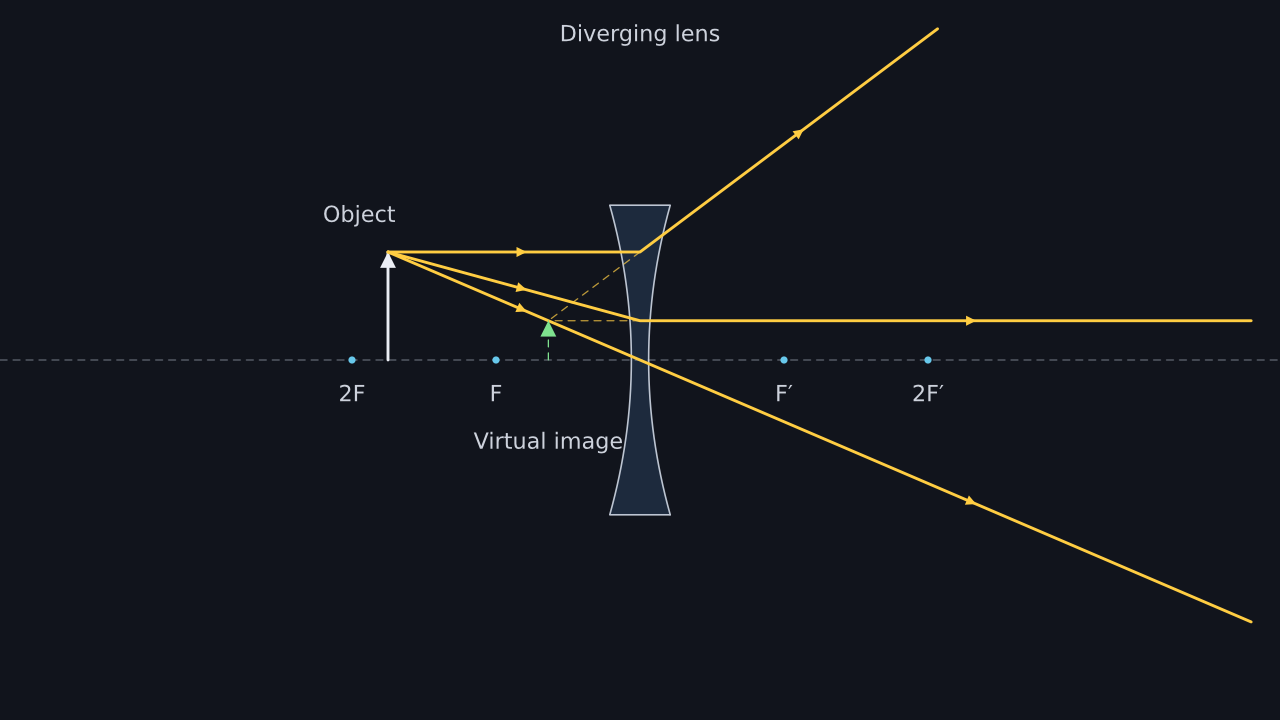 Diverging lens
Object
2F
F
F′
2F′
Virtual image